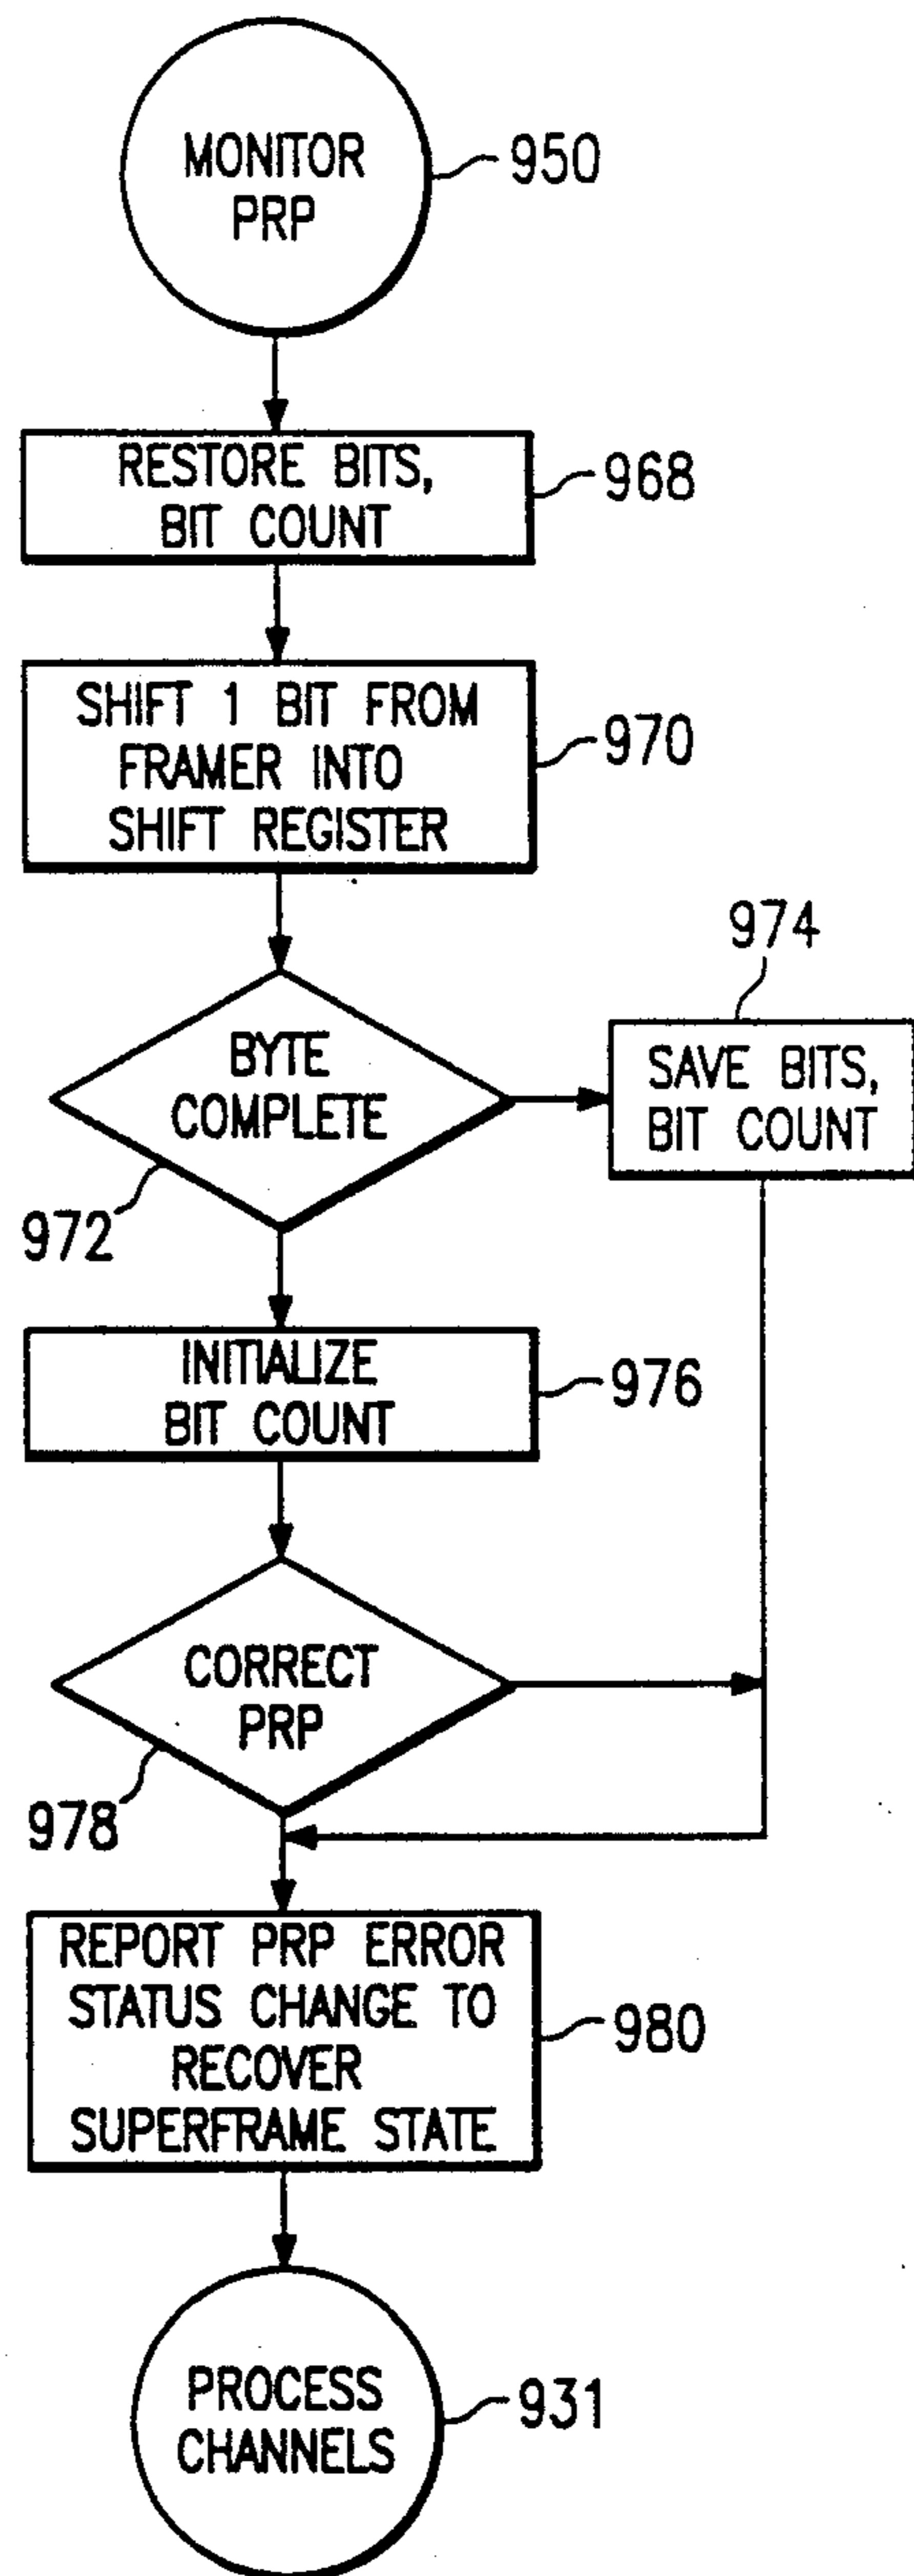 MONITOR
PRP
950
RESTORE BITS,
BIT COUNT
968
SHIFT 1 BIT FROM
FRAMER INTO
SHIFT REGISTER
970
BYTE
COMPLETE
972
974
SAVE BITS,
BIT COUNT
INITIALIZE
BIT COUNT
976
CORRECT
PRP
978
REPORT PRP ERROR
STATUS CHANGE TO
RECOVER
SUPERFRAME STATE
980
PROCESS
CHANNELS
931